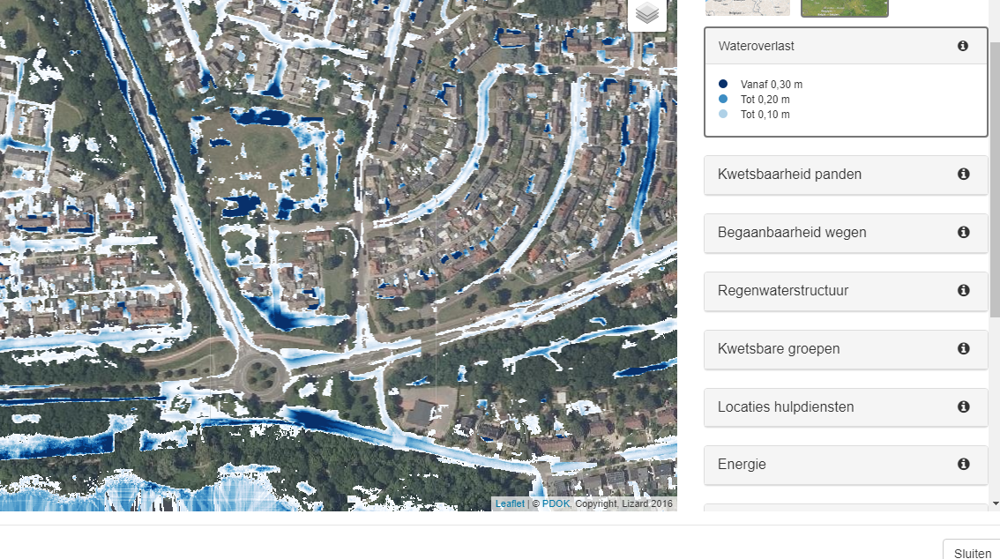 Wateroverlast
Vanaf 0,30 m
Tot 0,20 m
Tot 0,10 m
Kwetsbaarheid panden
Begaanbaarheid wegen
Regenwaterstructuur
Kwetsbare groepen
Locaties hulpdiensten
Energie
Leaflet | © PDOK, Copyright, Lizard 2016
Sluiten